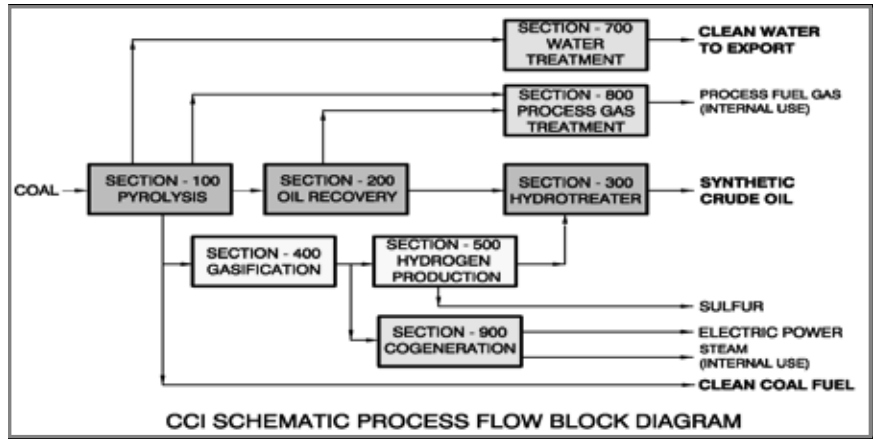 SECTION - 700
WATER
TREATMENT
CLEAN WATER
TO EXPORT
SECTION - 800
PROCESS GAS
TREATMENT
PROCESS FUEL GAS
(INTERNAL USE)
COAL
SECTION - 100
PYROLYSIS
SECTION - 200
OIL RECOVERY
SECTION - 300
HYDROTREATER
SYNTHETIC
CRUDE OIL
SECTION - 400
GASIFICATION
SECTION - 500
HYDROGEN
PRODUCTION
SULFUR
SECTION - 900
COGENERATION
ELECTRIC POWER
STEAM
(INTERNAL USE)
CLEAN COAL FUEL
CCI SCHEMATIC PROCESS FLOW BLOCK DIAGRAM